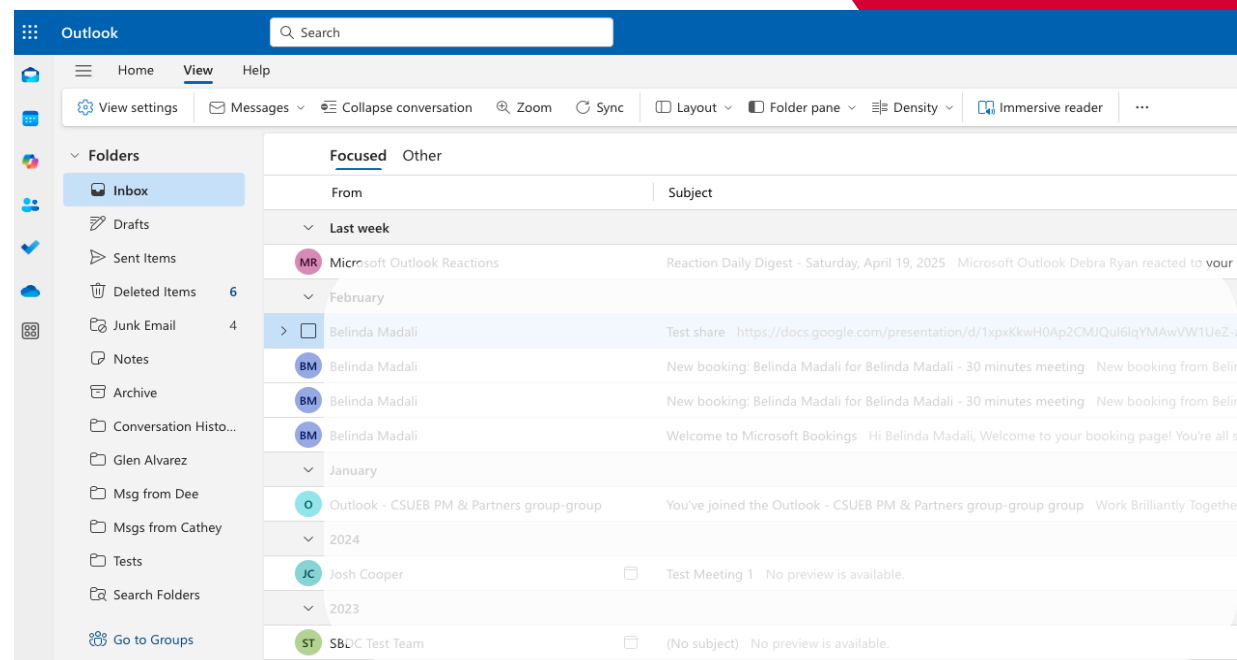 Outlook
Search
Home View Help
View settings Messages Collapse conversation Zoom Sync Layout Folder pane Density Immersive reader ...
Folders
Focused Other
Inbox
From Subject
Drafts
Last week
Sent Items
MR Microsoft Outlook Reactions Reaction Daily Digest - Saturday, April 19, 2025 Microsoft Outlook Debra Ryan reacted to your
Deleted Items 6
February
Junk Email 4
Belinda Madali Test share
Notes
BM Belinda Madali New booking: Belinda Madali for Belinda Madali - 30 minutes meeting New booking from Belin
Archive
BM Belinda Madali New booking: Belinda Madali for Belinda Madali - 30 minutes meeting New booking from Belin
Conversation Histo...
BM Belinda Madali Welcome to Microsoft Bookings Hi Belinda Madali, Welcome to your booking page! You're all s
Glen Alvarez
January
Msg from Dee
O Outlook - CSUEB PM & Partners group-group You've joined the Outlook - CSUEB PM & Partners group-group group Work Brilliantly Togethe
Msgs from Cathey
2024
Tests
JC Josh Cooper Test Meeting 1 No preview is available.
Search Folders
2023
Go to Groups
ST SBDC Test Team (No subject) No preview is available.